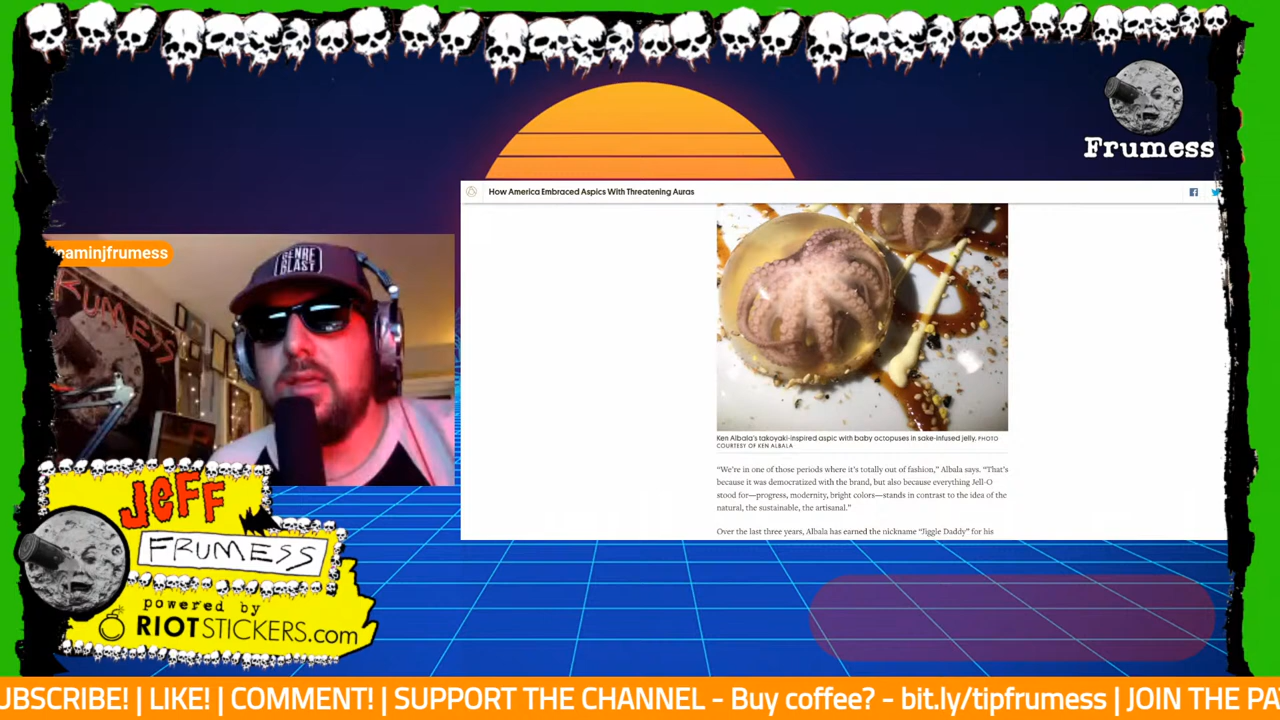 Frumess
How America Embraced Aspics With Threatening Auras
aminjfrumess
GENRE
BLAST
RUMESS
Ken Albala's takoyaki-inspired aspic with baby octopuses in sake-infused jelly. PHOTO
COURTESY OF KEN ALBALA
“We're in one of those periods where it's totally out of fashion,” Albala says. “That's
because it was democratized with the brand, but also because everything Jell-O
stood for—progress, modernity, bright colors—stands in contrast to the idea of the
natural, the sustainable, the artisanal.”
Over the last three years, Albala has earned the nickname “Jiggle Daddy” for his
JEFF
FRUMESS
powered by
RIOTSTICKERS.com
UBSCRIBE! | LIKE! | COMMENT! | SUPPORT THE CHANNEL - Buy coffee? - bit.ly/tipfrumess | JOIN THE PA